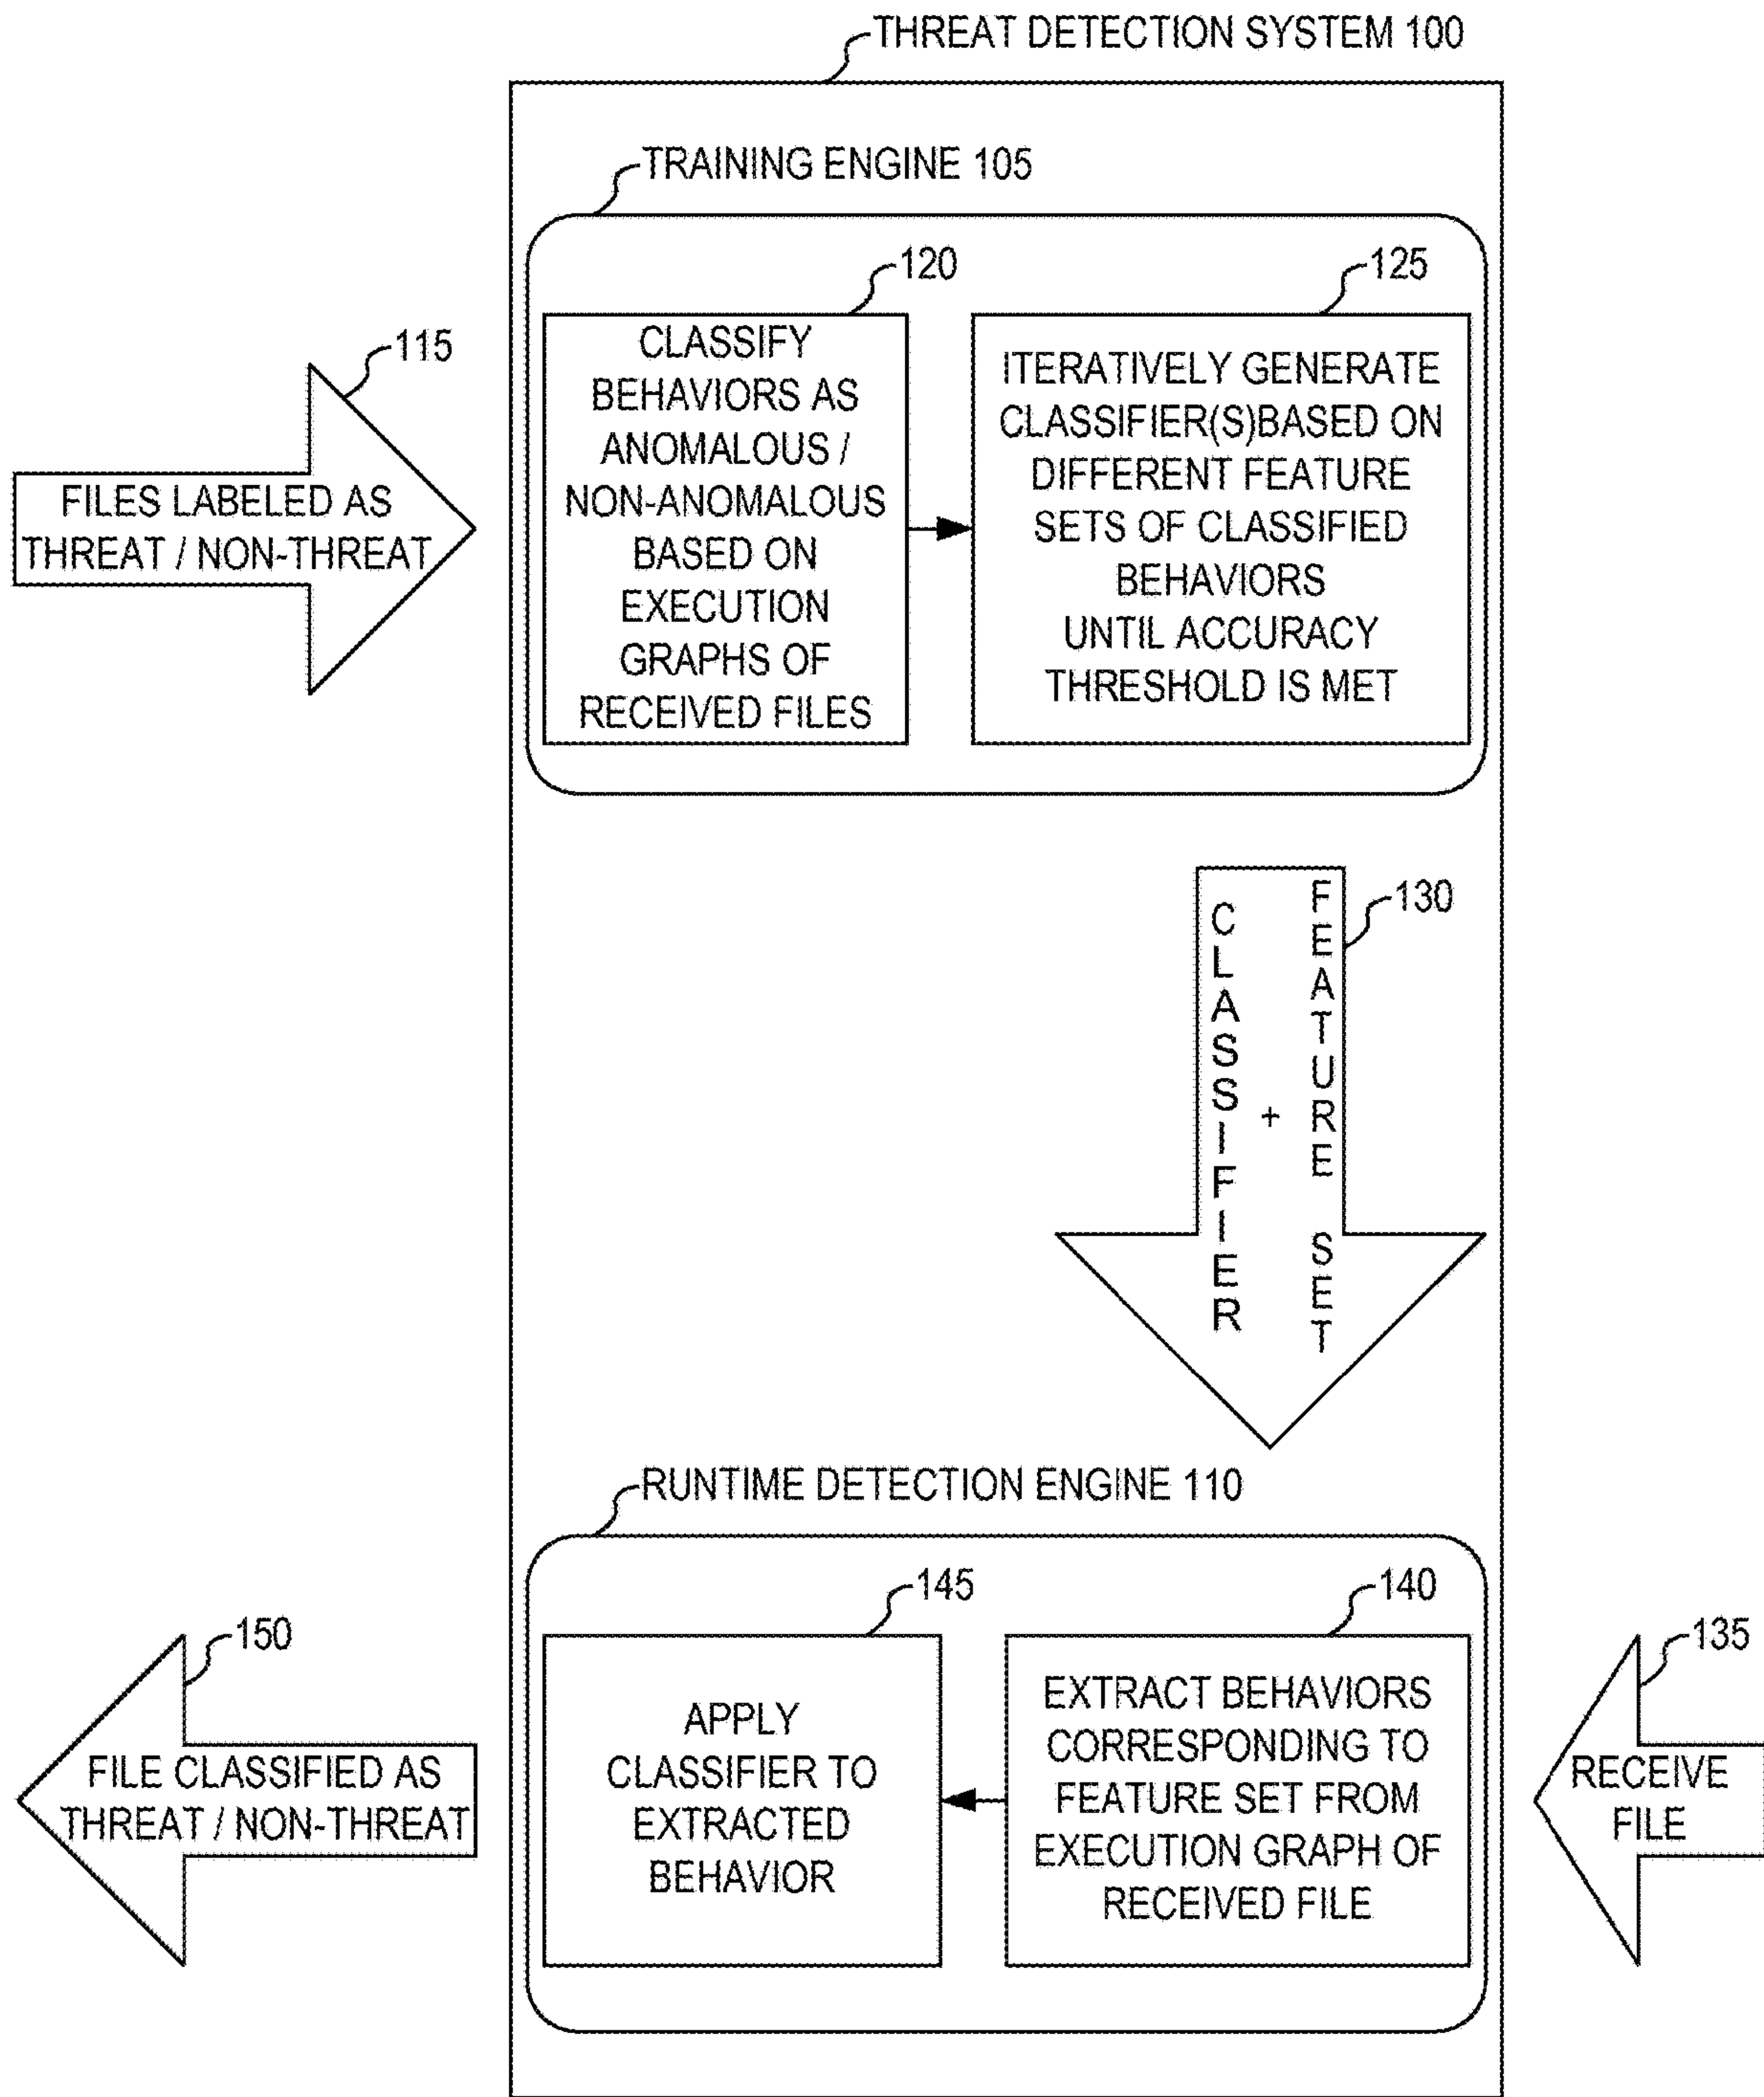 THREAT DETECTION SYSTEM 100
TRAINING ENGINE 105
120
125
115
FILES LABELED AS
THREAT / NON-THREAT
CLASSIFY
BEHAVIORS AS
ANOMALOUS /
NON-ANOMALOUS
BASED ON
EXECUTION
GRAPHS OF
RECEIVED FILES
ITERATIVELY GENERATE
CLASSIFIER(S)BASED ON
DIFFERENT FEATURE
SETS OF CLASSIFIED
BEHAVIORS
UNTIL ACCURACY
THRESHOLD IS MET
130
CLASSIFIER
+
FEATURE SET
RUNTIME DETECTION ENGINE 110
145
140
150
135
FILE CLASSIFIED AS
THREAT / NON-THREAT
APPLY
CLASSIFIER TO
EXTRACTED
BEHAVIOR
EXTRACT BEHAVIORS
CORRESPONDING TO
FEATURE SET FROM
EXECUTION GRAPH OF
RECEIVED FILE
RECEIVE
FILE